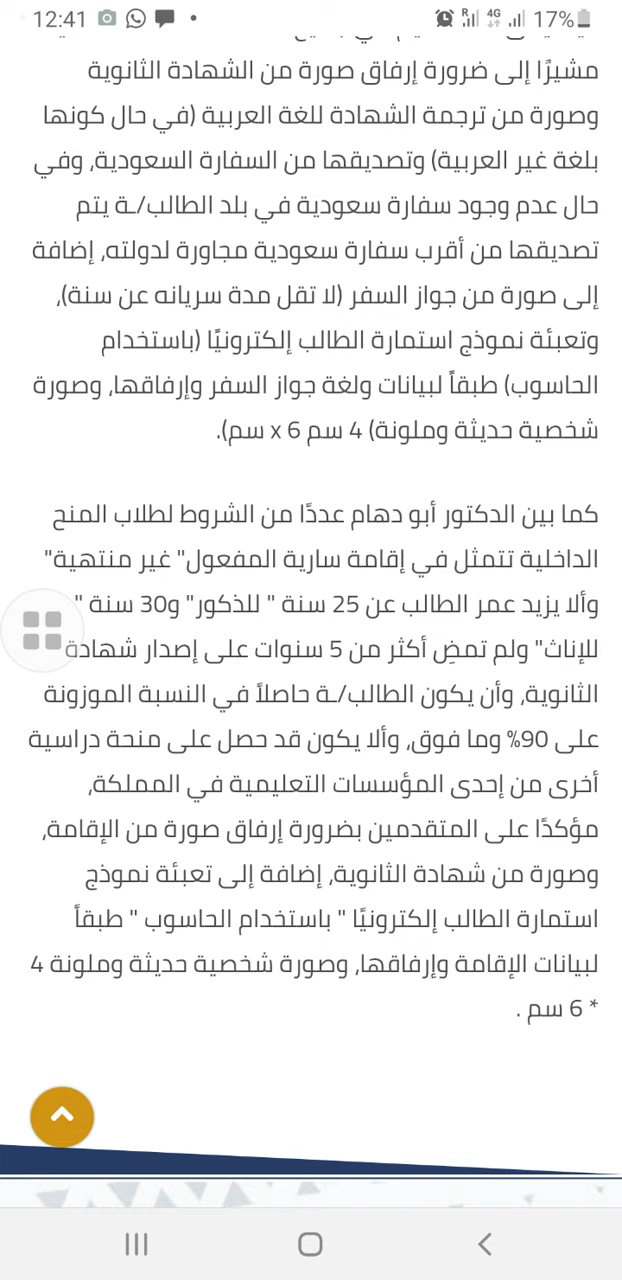 12:41
4G
17%
مشيرًا إلى ضرورة إرفاق صورة من الشهادة الثانوية
وصورة من ترجمة الشهادة للغة العربية (في حال كونها
بلغة غير العربية) وتصديقها من السفارة السعودية، وفي
حال عدم وجود سفارة سعودية في بلد الطالب/ـة يتم
تصديقها من أقرب سفارة سعودية مجاورة لدولته، إضافة
إلى صورة من جواز السفر (لا تقل مدة سريانه عن سنة)،
وتعبئة نموذج استمارة الطالب إلكترونيًا (باستخدام
الحاسوب) طبقاً لبيانات ولغة جواز السفر وإرفاقها، وصورة
شخصية حديثة وملونة) 4 سم x 6 سم).
كما بين الدكتور أبو دهام عددًا من الشروط لطلاب المنح
الداخلية تتمثل في إقامة سارية المفعول" غير منتهية"
وألا يزيد عمر الطالب عن 25 سنة " للذكور" و30 سنة "
للإناث" ولم تمضِ أكثر من 5 سنوات على إصدار شهادة
الثانوية، وأن يكون الطالب/ـة حاصلاً في النسبة الموزونة
على 90% وما فوق، وألا يكون قد حصل على منحة دراسية
أخرى من إحدى المؤسسات التعليمية في المملكة،
مؤكدًا على المتقدمين بضرورة إرفاق صورة من الإقامة،
وصورة من شهادة الثانوية، إضافة إلى تعبئة نموذج
استمارة الطالب إلكترونيًا " باستخدام الحاسوب " طبقاً
لبيانات الإقامة وإرفاقها، وصورة شخصية حديثة وملونة 4
* 6 سم .